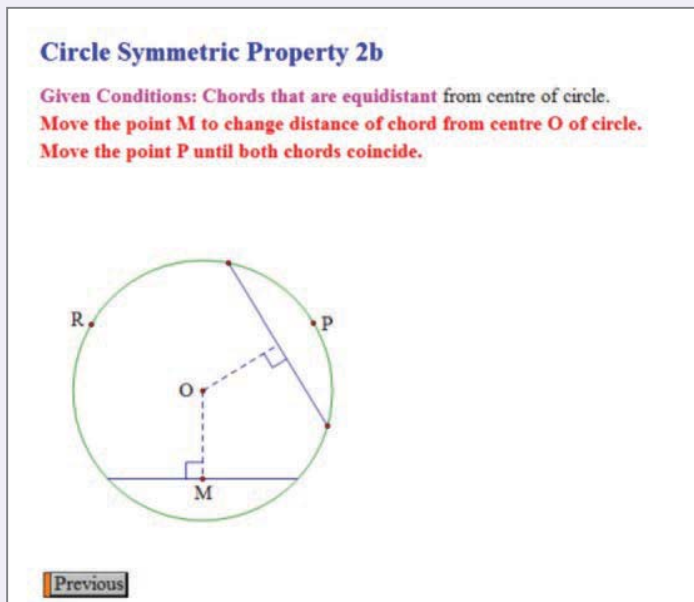 Circle Symmetric Property 2b
Given Conditions: Chords that are equidistant from centre of circle.
Move the point M to change distance of chord from centre O of circle.
Move the point P until both chords coincide.
R
P
O
M
Previous